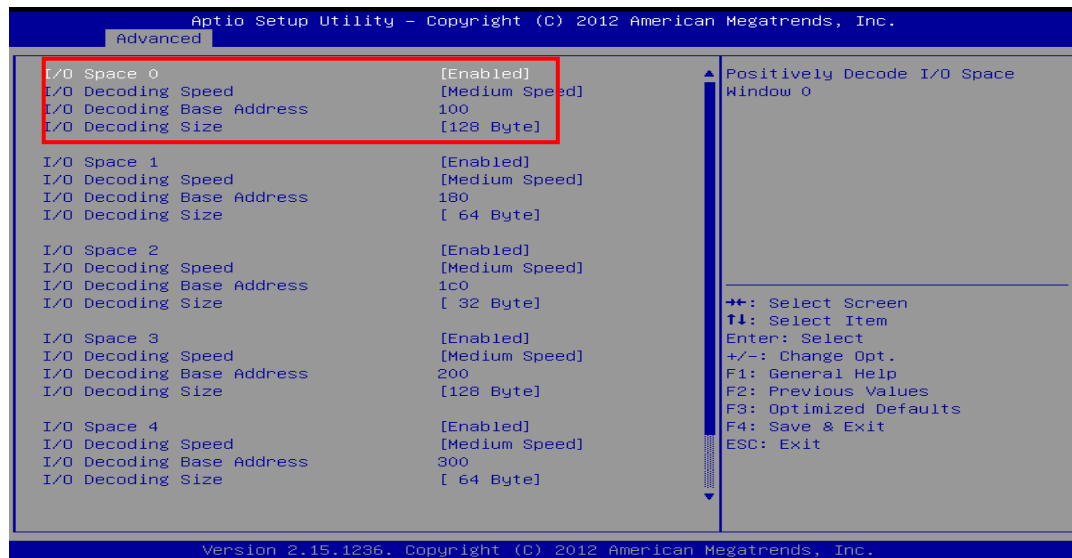 Aptio Setup Utility – Copyright (C) 2012 American Megatrends, Inc.
Advanced
I/O Space 0 [Enabled]
I/O Decoding Speed [Medium Speed]
I/O Decoding Base Address 100
I/O Decoding Size [128 Byte]
I/O Space 1 [Enabled]
I/O Decoding Speed [Medium Speed]
I/O Decoding Base Address 180
I/O Decoding Size [ 64 Byte]
I/O Space 2 [Enabled]
I/O Decoding Speed [Medium Speed]
I/O Decoding Base Address 1c0
I/O Decoding Size [ 32 Byte]
I/O Space 3 [Enabled]
I/O Decoding Speed [Medium Speed]
I/O Decoding Base Address 200
I/O Decoding Size [128 Byte]
I/O Space 4 [Enabled]
I/O Decoding Speed [Medium Speed]
I/O Decoding Base Address 300
I/O Decoding Size [ 64 Byte]
Positively Decode I/O Space
Window 0
→←: Select Screen
↑↓: Select Item
Enter: Select
+/-: Change Opt.
F1: General Help
F2: Previous Values
F3: Optimized Defaults
F4: Save & Exit
ESC: Exit
Version 2.15.1236. Copyright (C) 2012 American Megatrends, Inc.